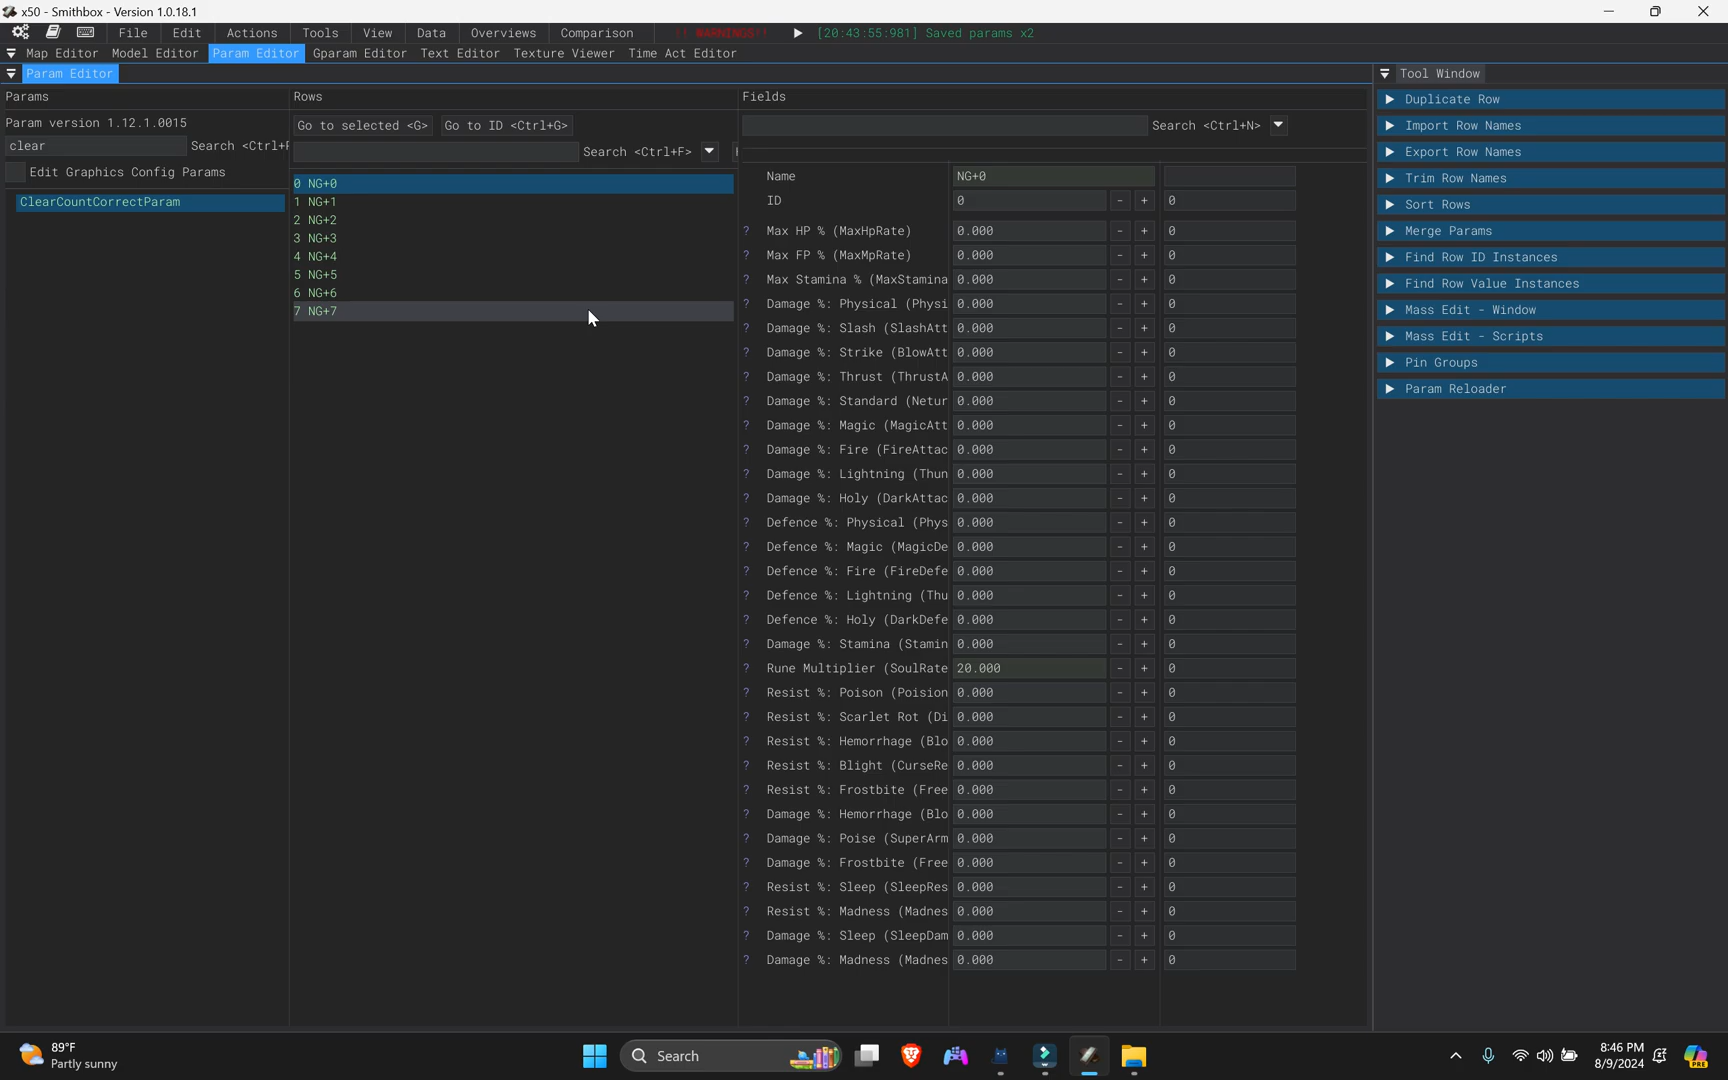 x50 - Smithbox - Version 1.0.18.1
File Edit Actions Tools View Data Overviews Comparison !! WARNINGS!! [20:43:55:981] Saved params x2
Map Editor Model Editor Param Editor Gparam Editor Text Editor Texture Viewer Time Act Editor
Param Editor
Params
Param version 1.12.1.0015
clear Search <Ctrl+
Edit Graphics Config Params
ClearCountCorrectParam
Rows
Go to selected <G> Go to ID <Ctrl+G>
Search <Ctrl+F>
0 NG+0
1 NG+1
2 NG+2
3 NG+3
4 NG+4
5 NG+5
6 NG+6
7 NG+7
Fields
Search <Ctrl+N>
Name NG+0
ID 0 - + 0
? Max HP % (MaxHpRate) 0.000 - + 0
? Max FP % (MaxMpRate) 0.000 - + 0
? Max Stamina % (MaxStamina 0.000 - + 0
? Damage %: Physical (Physi 0.000 - + 0
? Damage %: Slash (SlashAtt 0.000 - + 0
? Damage %: Strike (BlowAtt 0.000 - + 0
? Damage %: Thrust (ThrustA 0.000 - + 0
? Damage %: Standard (Netur 0.000 - + 0
? Damage %: Magic (MagicAtt 0.000 - + 0
? Damage %: Fire (FireAttac 0.000 - + 0
? Damage %: Lightning (Thun 0.000 - + 0
? Damage %: Holy (DarkAttac 0.000 - + 0
? Defence %: Physical (Phys 0.000 - + 0
? Defence %: Magic (MagicDe 0.000 - + 0
? Defence %: Fire (FireDefe 0.000 - + 0
? Defence %: Lightning (Thu 0.000 - + 0
? Defence %: Holy (DarkDefe 0.000 - + 0
? Damage %: Stamina (Stamin 0.000 - + 0
? Rune Multiplier (SoulRate 20.000 - + 0
? Resist %: Poison (Poision 0.000 - + 0
? Resist %: Scarlet Rot (Di 0.000 - + 0
? Resist %: Hemorrhage (Blo 0.000 - + 0
? Resist %: Blight (CurseRe 0.000 - + 0
? Resist %: Frostbite (Free 0.000 - + 0
? Damage %: Hemorrhage (Blo 0.000 - + 0
? Damage %: Poise (SuperArm 0.000 - + 0
? Damage %: Frostbite (Free 0.000 - + 0
? Resist %: Sleep (SleepRes 0.000 - + 0
? Resist %: Madness (Madnes 0.000 - + 0
? Damage %: Sleep (SleepDam 0.000 - + 0
? Damage %: Madness (Madnes 0.000 - + 0
Tool Window
Duplicate Row
Import Row Names
Export Row Names
Trim Row Names
Sort Rows
Merge Params
Find Row ID Instances
Find Row Value Instances
Mass Edit - Window
Mass Edit - Scripts
Pin Groups
Param Reloader
89°F
Partly sunny
Search
8:46 PM
8/9/2024
PRE